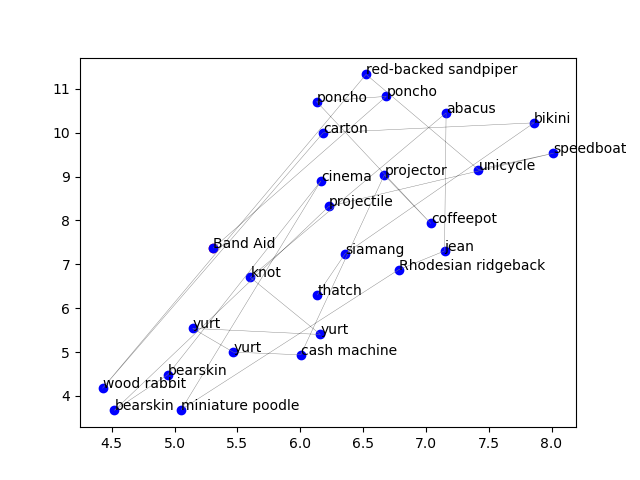 red-backed sandpiper
poncho
poncho
abacus
bikini
carton
speedboat
unicycle
projector
cinema
projectile
coffeepot
Band Aid
siamang
jean
Rhodesian ridgeback
knot
thatch
yurt
yurt
yurt
cash machine
bearskin
wood rabbit
bearskin
miniature poodle
11
10
9
8
7
6
5
4
4.5 5.0 5.5 6.0 6.5 7.0 7.5 8.0